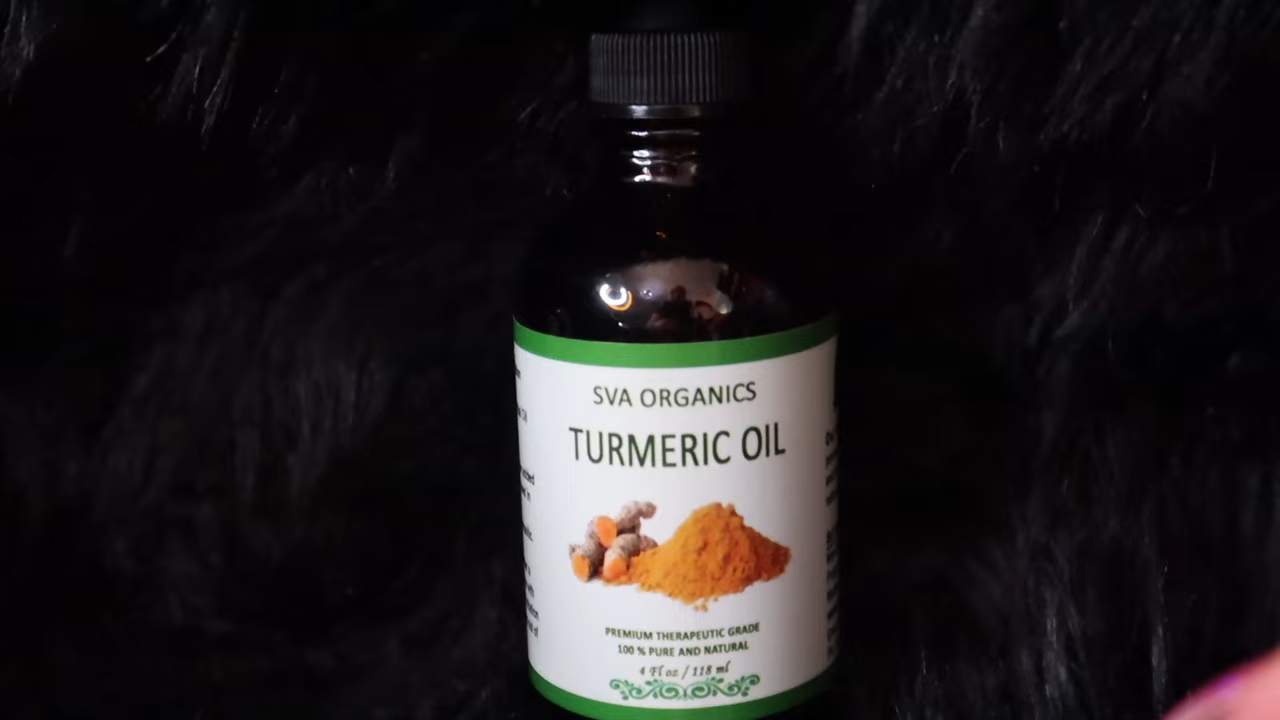 SVA ORGANICS
TURMERIC OIL
PREMIUM THERAPEUTIC GRADE
100 % PURE AND NATURAL
4 Fl oz / 118 ml